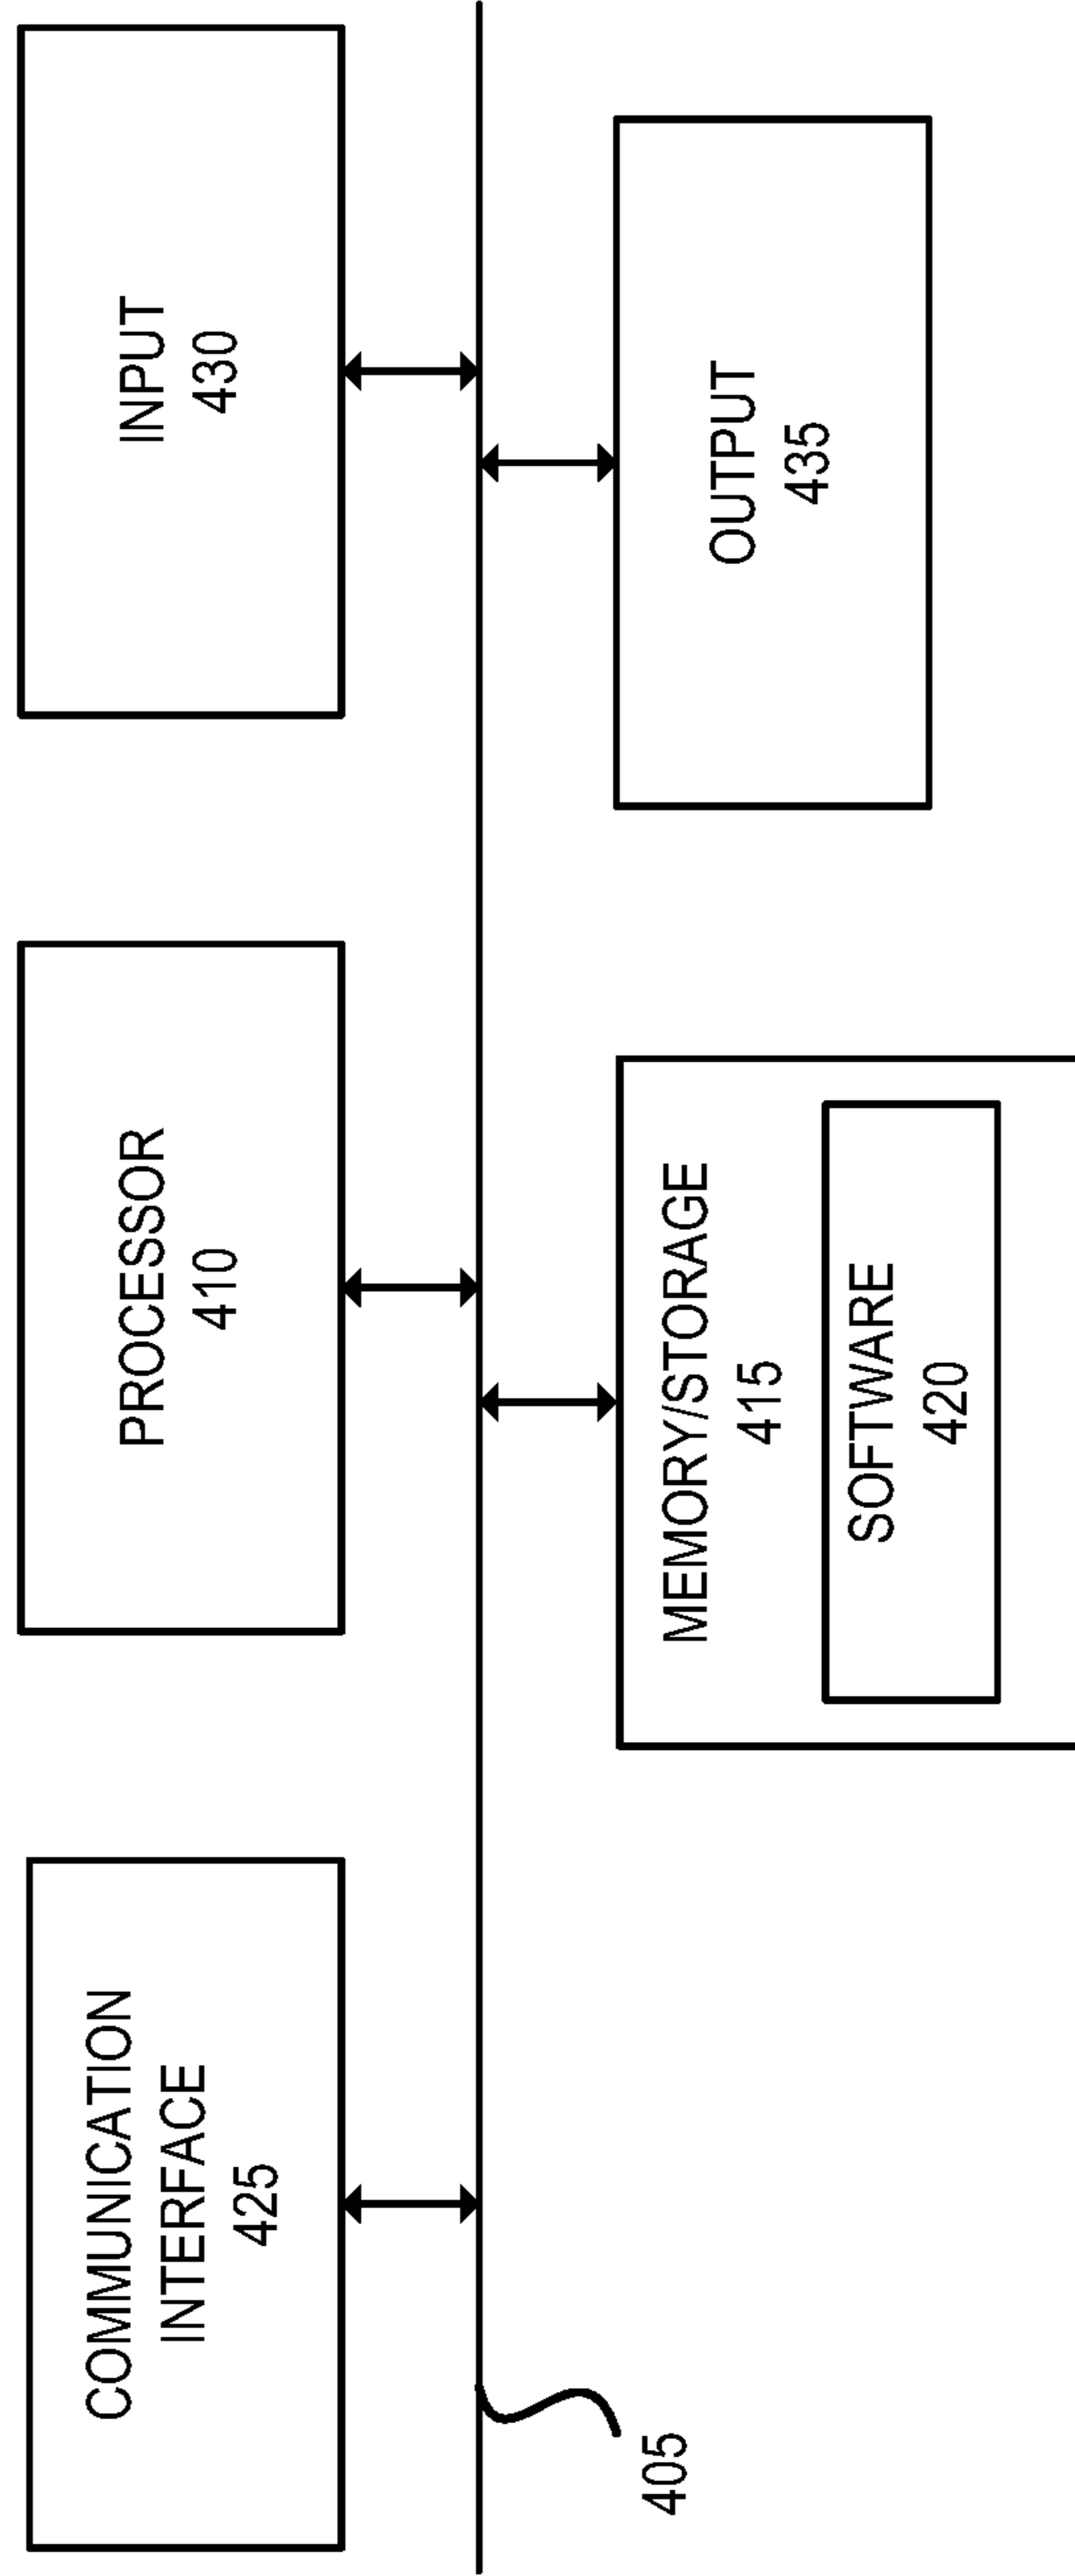 COMMUNICATION
INTERFACE
425
PROCESSOR
410
INPUT
430
405
MEMORY/STORAGE
415
SOFTWARE
420
OUTPUT
435